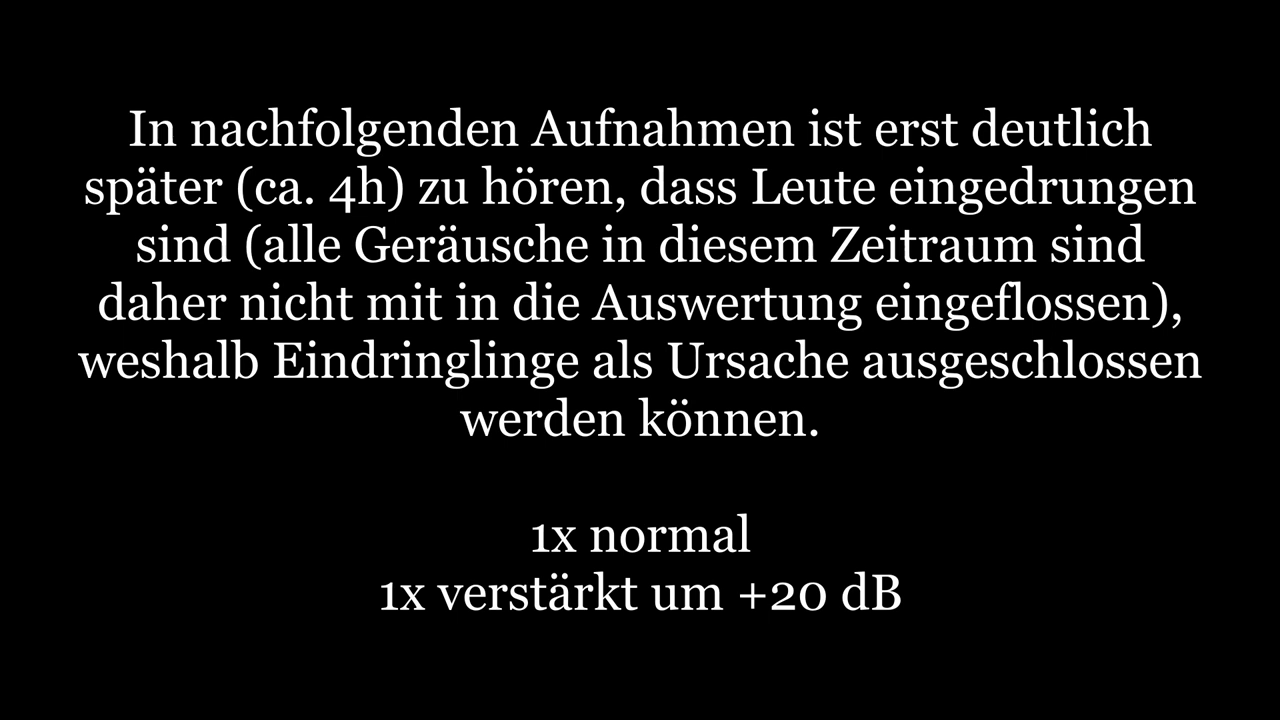 In nachfolgenden Aufnahmen ist erst deutlich
später (ca. 4h) zu hören, dass Leute eingedrungen
sind (alle Geräusche in diesem Zeitraum sind
daher nicht mit in die Auswertung eingeflossen),
weshalb Eindringlinge als Ursache ausgeschlossen
werden können.
1x normal
1x verstärkt um +20 dB